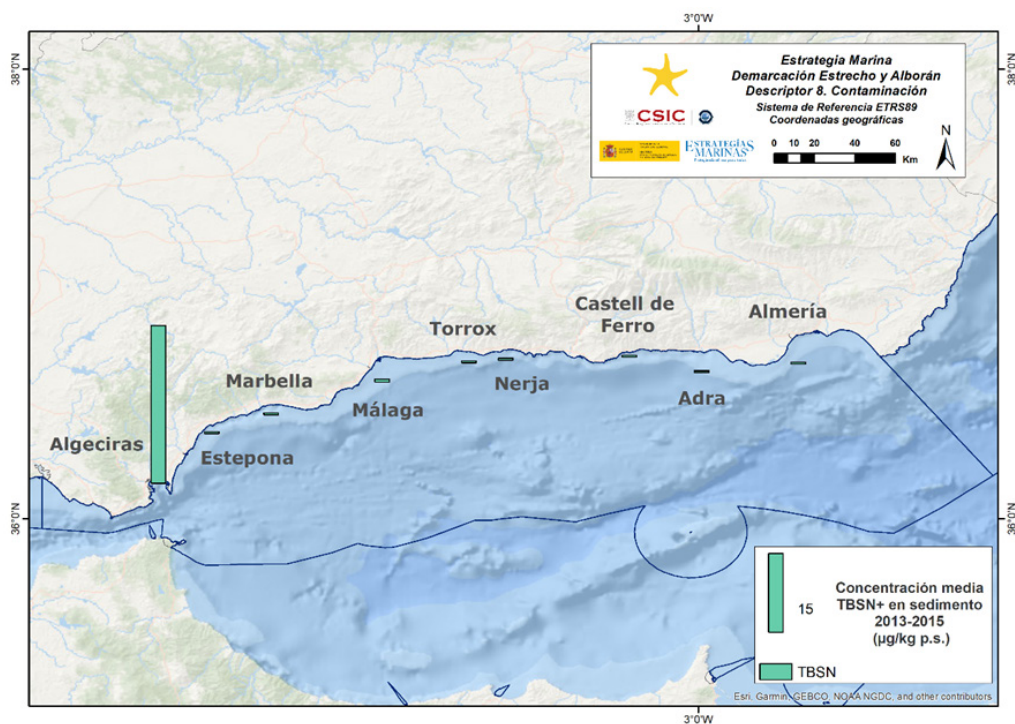 3°0'W
38°0'N
38°0'N
Estrategia Marina
Demarcación Estrecho y Alborán
Descriptor 8. Contaminación
Sistema de Referencia ETRS89
Coordenadas geográficas
CSIC
ESTRATEGIAS
MARINAS
0 10 20 40 60
Km
N
Castell de
Ferro
Almería
Torrox
Marbella
Nerja
Málaga
Adra
Algeciras
Estepona
36°0'N
36°0'N
15
Concentración media
TBSN+ en sedimento
2013-2015
(µg/kg p.s.)
TBSN
Esri, Garmin, GEBCO, NOAA NGDC, and other contributors
3°0'W